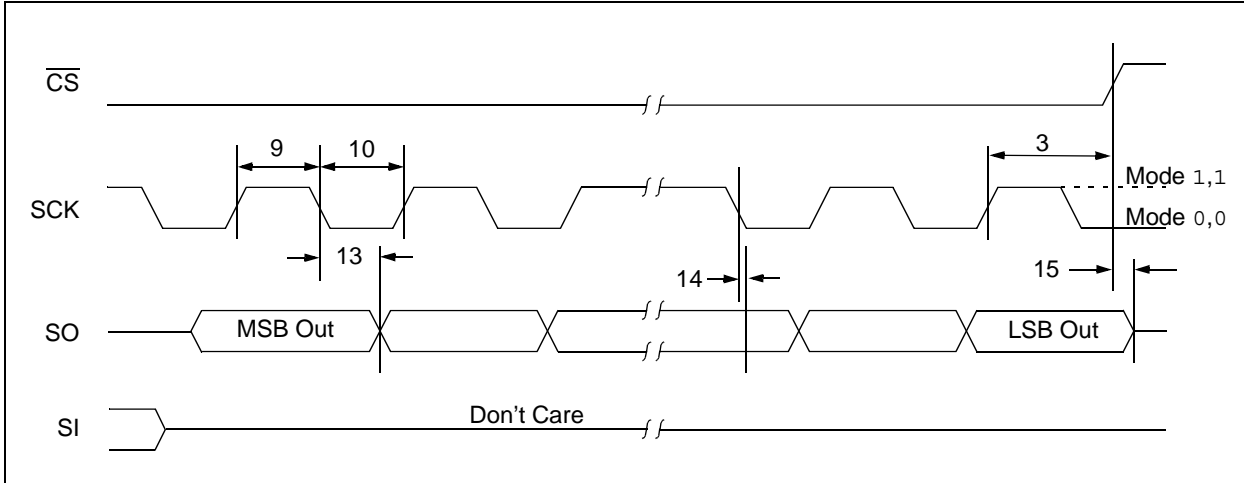 CS
3
9
10
Mode 1,1
SCK
Mode 0,0
13
14
15
SO
MSB Out
LSB Out
Don't Care
SI